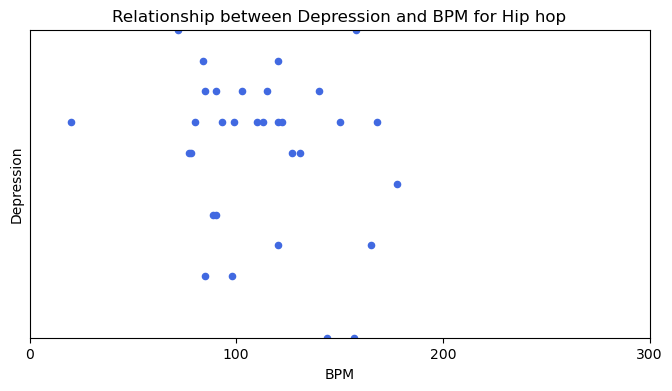 Relationship between Depression and BPM for Hip hop
Depression
0 100 200 300
BPM